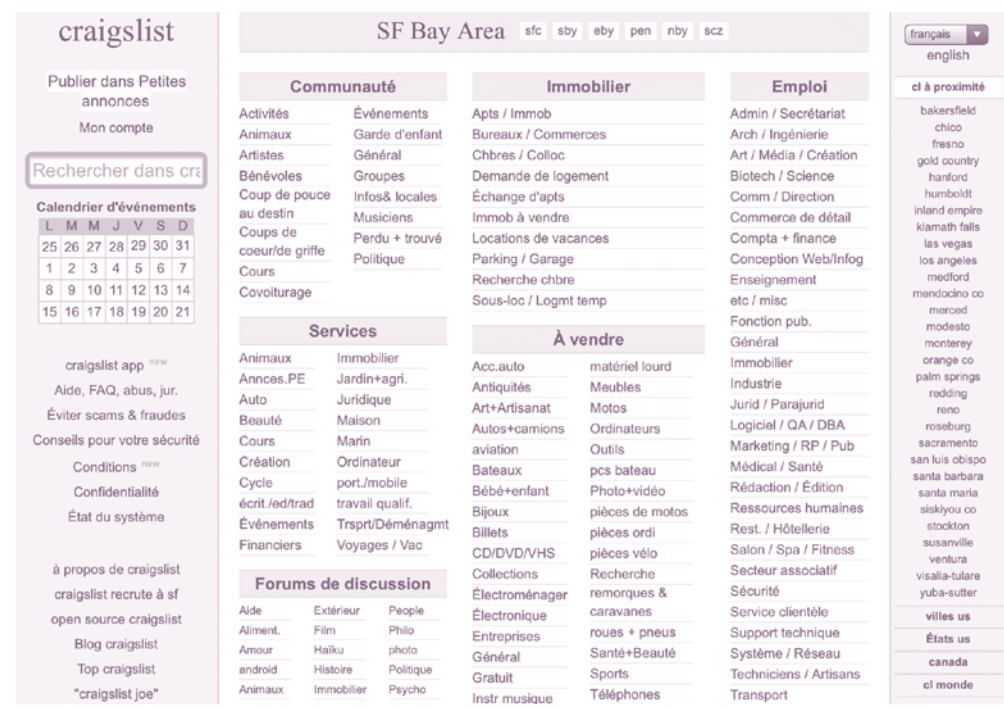 craigslist
Publier dans Petites
annonces
Mon compte
Rechercher dans cra
Calendrier d'événements
L M M J V S D
25 26 27 28 29 30 31
1 2 3 4 5 6 7
8 9 10 11 12 13 14
15 16 17 18 19 20 21
craigslist app new
Aide, FAQ, abus, jur.
Éviter scams & fraudes
Conseils pour votre sécurité
Conditions new
Confidentialité
État du système
à propos de craigslist
craigslist recrute à sf
open source craigslist
Blog craigslist
Top craigslist
"craigslist joe"
SF Bay Area sfc sby eby pen nby scz
Communauté
Activités
Animaux
Artistes
Bénévoles
Coup de pouce
au destin
Coups de
coeur/de griffe
Cours
Covoiturage
Événements
Garde d'enfant
Général
Groupes
Infos& locales
Musiciens
Perdu + trouvé
Politique
Services
Animaux
Annces.PE
Auto
Beauté
Cours
Création
Cycle
écrit./ed/trad
Événements
Financiers
Immobilier
Jardin+agri.
Juridique
Maison
Marin
Ordinateur
port./mobile
travail qualif.
Trsprt/Déménagmt
Voyages / Vac
Forums de discussion
Aide
Aliment.
Amour
android
Animaux
Extérieur
Film
Haïku
Histoire
Immobilier
People
Philo
photo
Politique
Psycho
Immobilier
Apts / Immob
Bureaux / Commerces
Chbres / Colloc
Demande de logement
Échange d'apts
Immob à vendre
Locations de vacances
Parking / Garage
Recherche chbre
Sous-loc / Logmt temp
À vendre
Acc.auto
Antiquités
Art+Artisanat
Autos+camions
aviation
Bateaux
Bébé+enfant
Bijoux
Billets
CD/DVD/VHS
Collections
Électroménager
Électronique
Entreprises
Général
Gratuit
Instr musique
matériel lourd
Meubles
Motos
Ordinateurs
Outils
pcs bateau
Photo+vidéo
pièces de motos
pièces ordi
pièces vélo
Recherche
remorques &
caravanes
roues + pneus
Santé+Beauté
Sports
Téléphones
Emploi
Admin / Secrétariat
Arch / Ingénierie
Art / Média / Création
Biotech / Science
Comm / Direction
Commerce de détail
Compta + finance
Conception Web/Infog
Enseignement
etc / misc
Fonction pub.
Général
Immobilier
Industrie
Jurid / Parajurid
Logiciel / QA / DBA
Marketing / RP / Pub
Médical / Santé
Rédaction / Édition
Ressources humaines
Rest. / Hôtellerie
Salon / Spa / Fitness
Secteur associatif
Sécurité
Service clientèle
Support technique
Système / Réseau
Techniciens / Artisans
Transport
français
english
cl à proximité
bakersfield
chico
fresno
gold country
hanford
humboldt
inland empire
klamath falls
las vegas
los angeles
medford
mendocino co
merced
modesto
monterey
orange co
palm springs
redding
reno
roseburg
sacramento
san luis obispo
santa barbara
santa maria
siskiyou co
stockton
susanville
ventura
visalia-tulare
yuba-sutter
villes us
États us
canada
cl monde